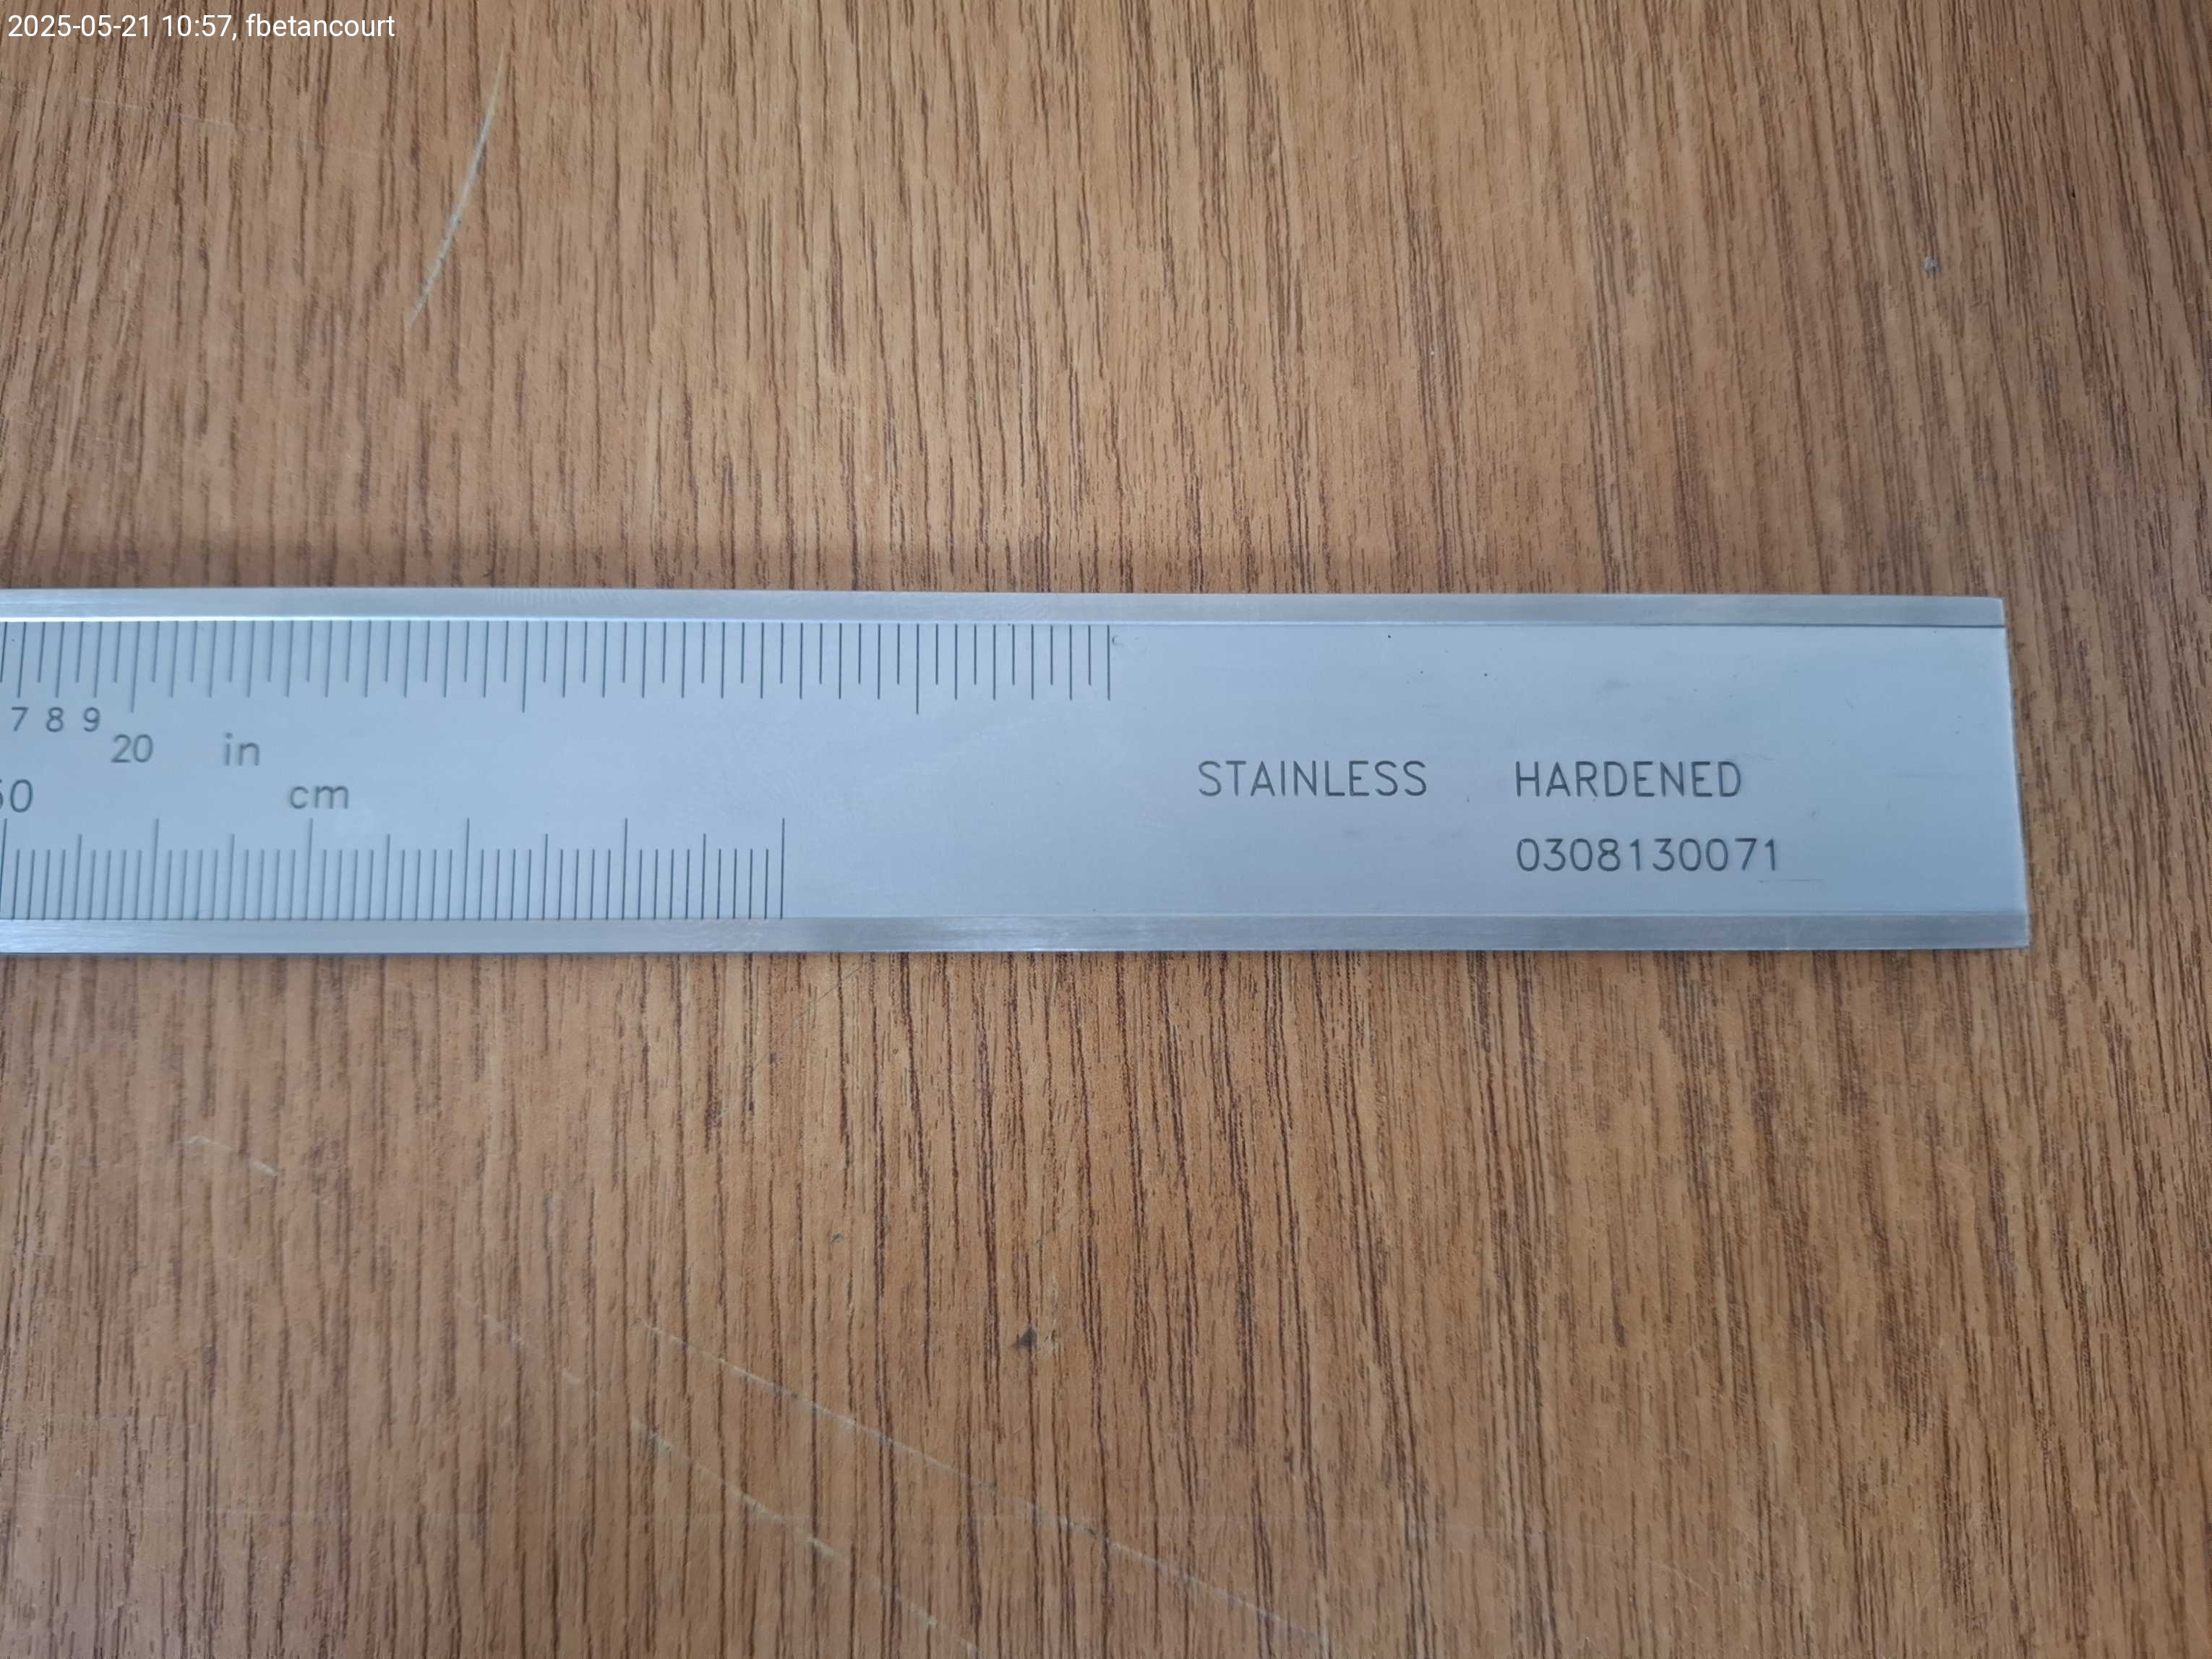 2025-05-21 10:57, fbetancourt
7 8 9
20 in
cm
STAINLESS HARDENED
0308130071